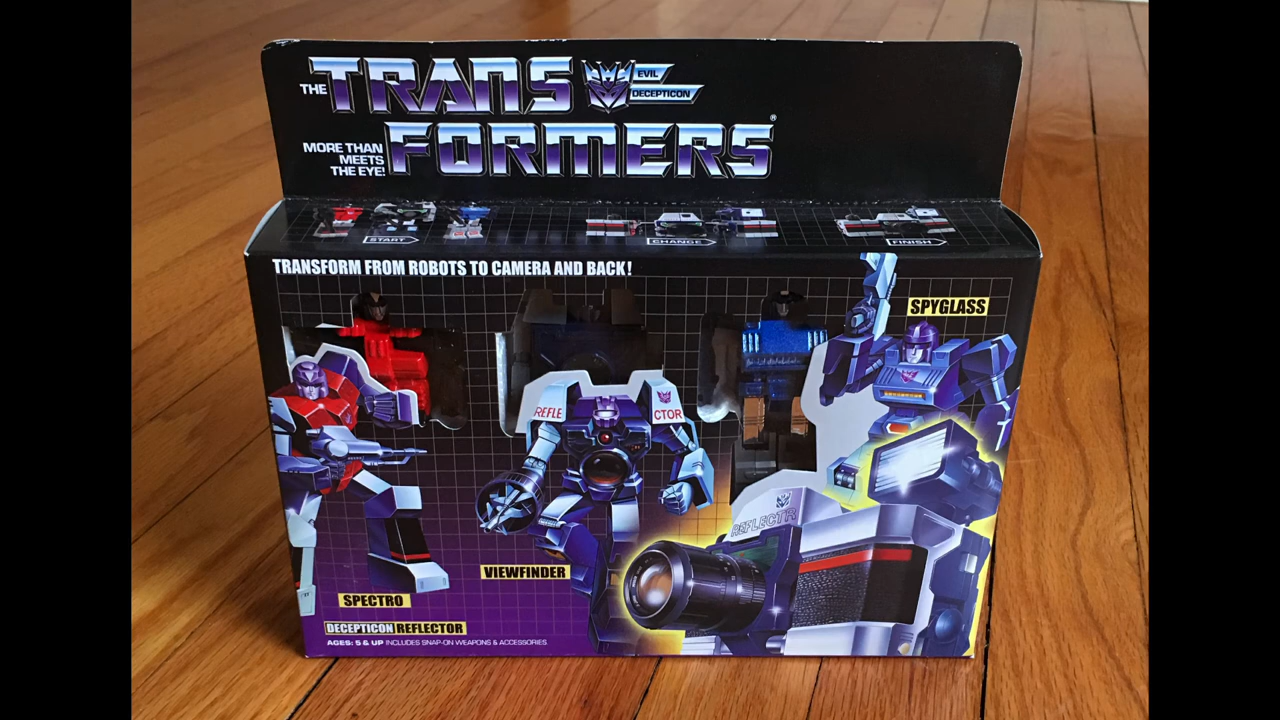 THE TRANS EVIL DECEPTICON
MORE THAN MEETS THE EYE! FORMERS®
START CHANGE FINISH
TRANSFORM FROM ROBOTS TO CAMERA AND BACK!
SPYGLASS
REFLE CTOR
REFLECTR
VIEWFINDER
SPECTRO
DECEPTICON REFLECTOR
AGES: 5 & UP INCLUDES SNAP-ON WEAPONS & ACCESSORIES